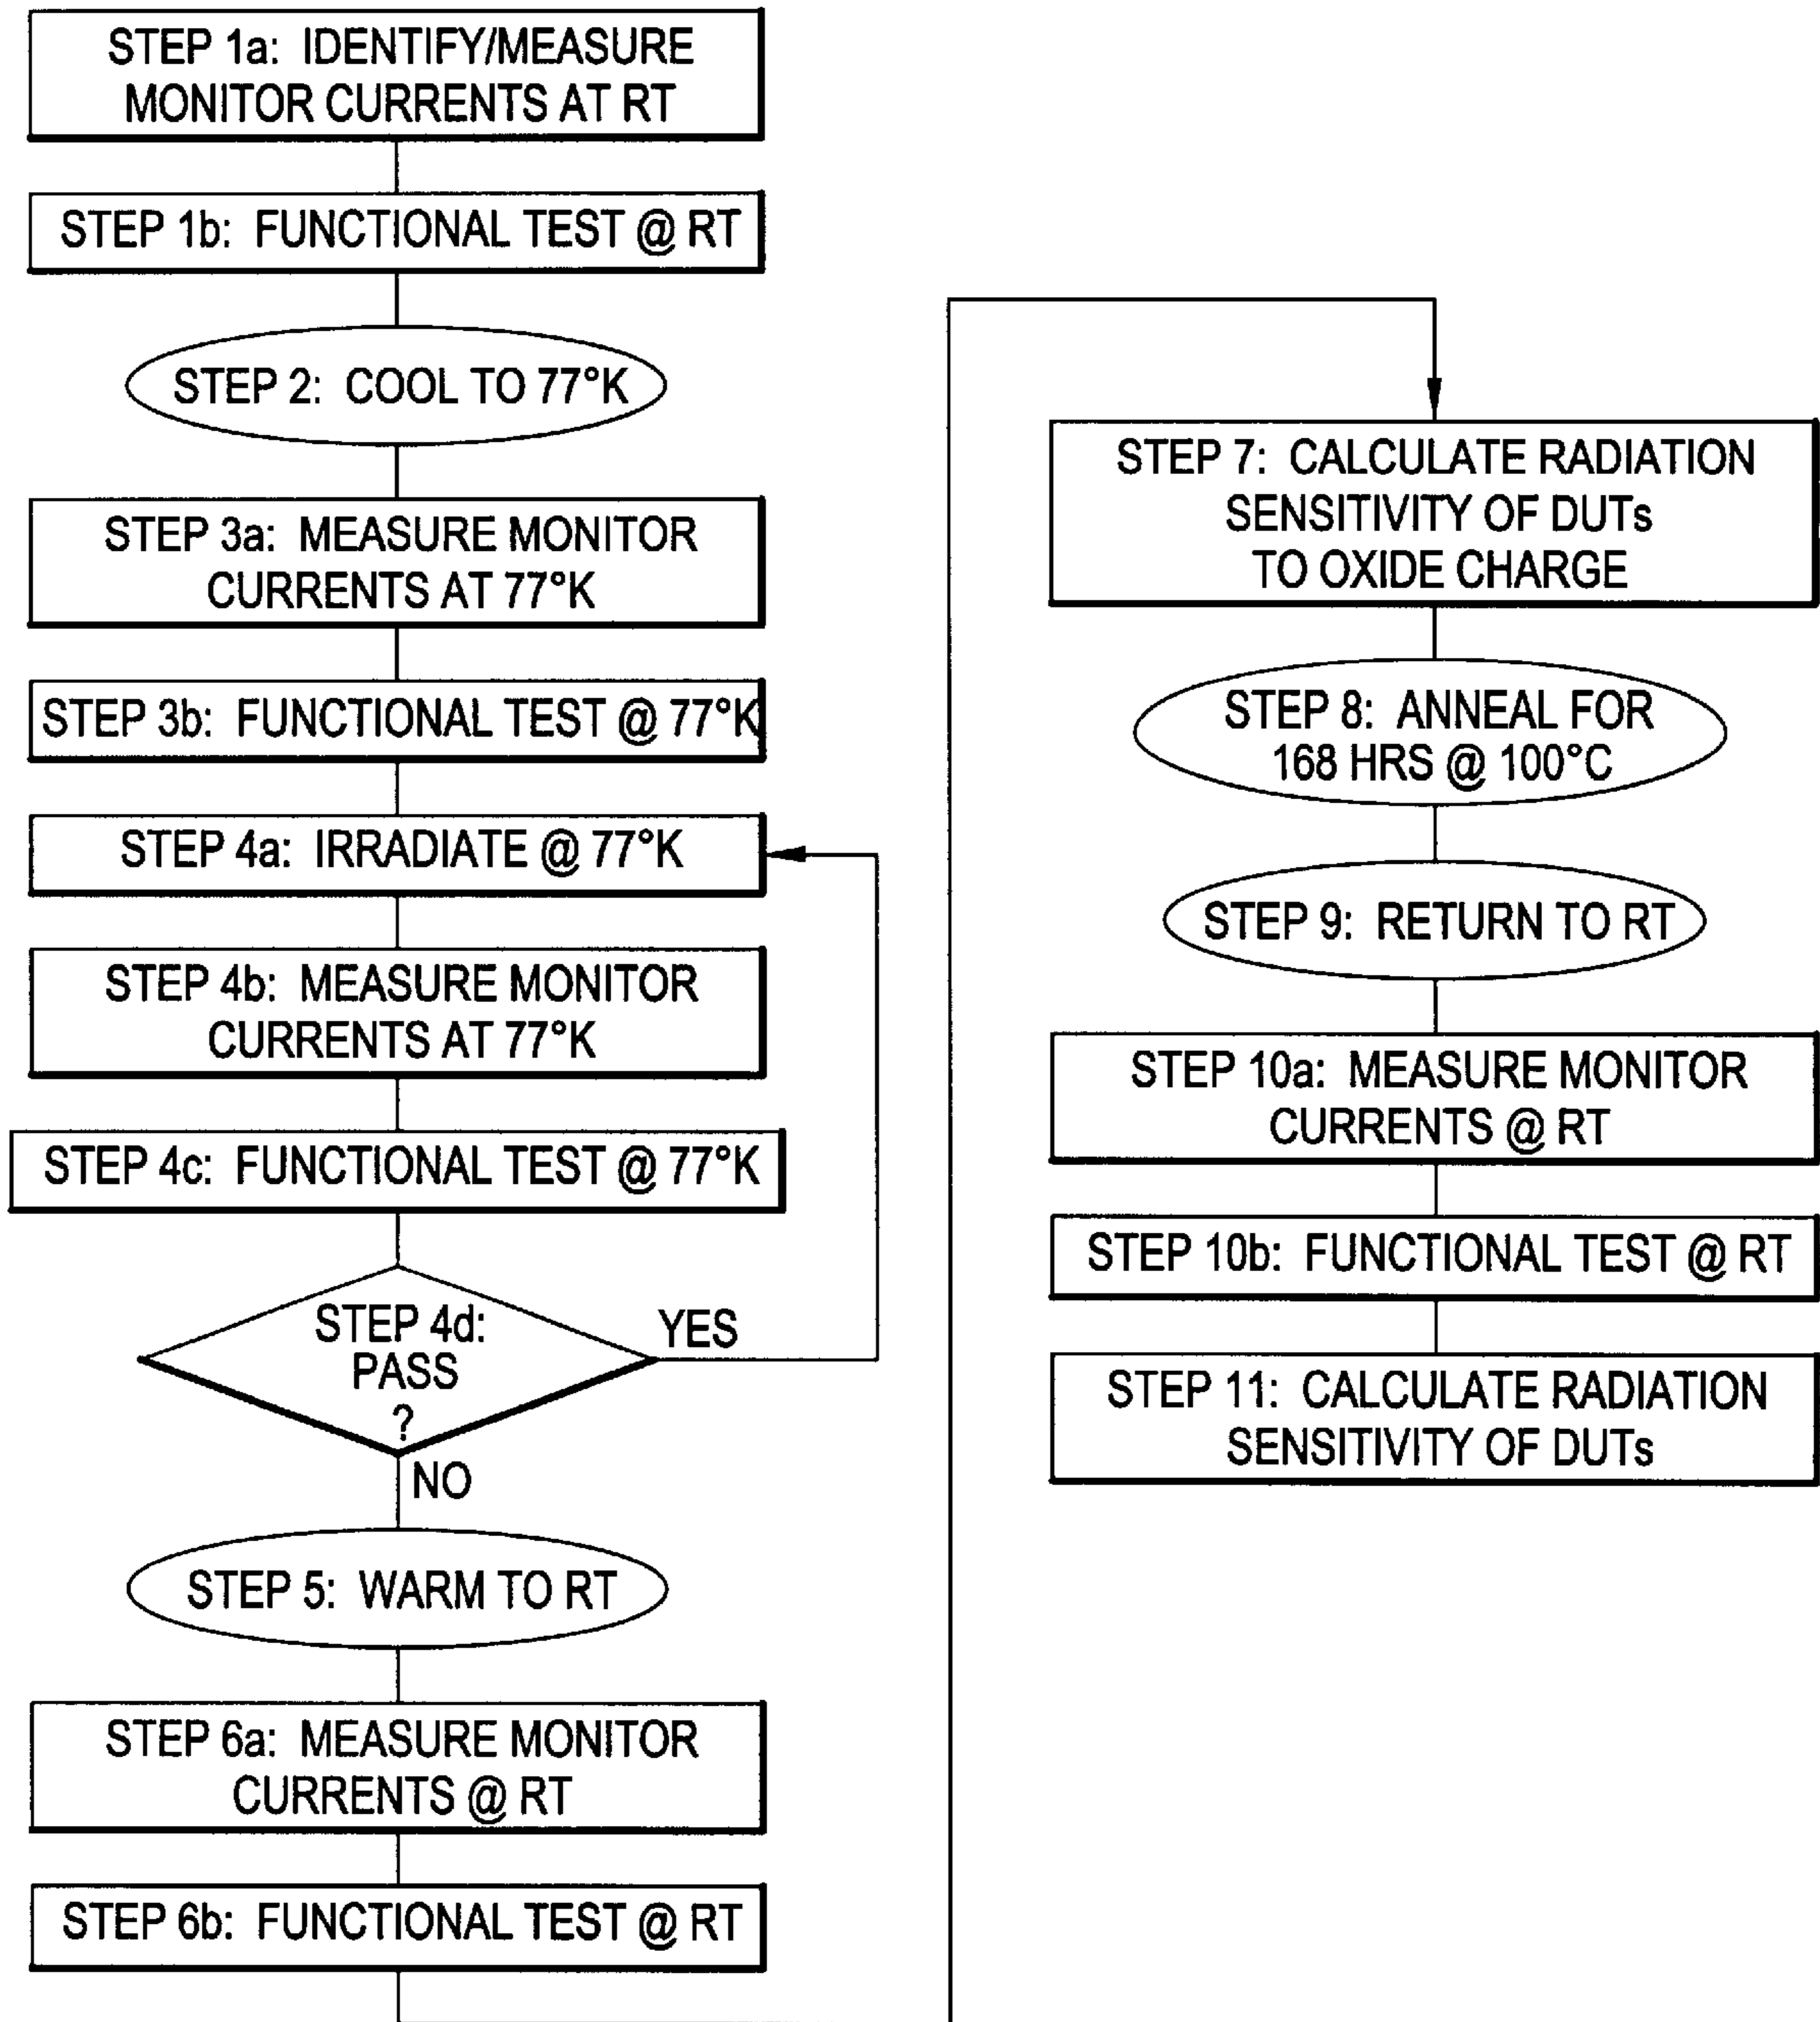 STEP 1a: IDENTIFY/MEASURE
MONITOR CURRENTS AT RT
STEP 1b: FUNCTIONAL TEST @ RT
STEP 2: COOL TO 77°K
STEP 3a: MEASURE MONITOR
CURRENTS AT 77°K
STEP 3b: FUNCTIONAL TEST @ 77°K
STEP 4a: IRRADIATE @ 77°K
STEP 4b: MEASURE MONITOR
CURRENTS AT 77°K
STEP 4c: FUNCTIONAL TEST @ 77°K
STEP 4d:
PASS
?
YES
NO
STEP 5: WARM TO RT
STEP 6a: MEASURE MONITOR
CURRENTS @ RT
STEP 6b: FUNCTIONAL TEST @ RT
STEP 7: CALCULATE RADIATION
SENSITIVITY OF DUTs
TO OXIDE CHARGE
STEP 8: ANNEAL FOR
168 HRS @ 100°C
STEP 9: RETURN TO RT
STEP 10a: MEASURE MONITOR
CURRENTS @ RT
STEP 10b: FUNCTIONAL TEST @ RT
STEP 11: CALCULATE RADIATION
SENSITIVITY OF DUTs